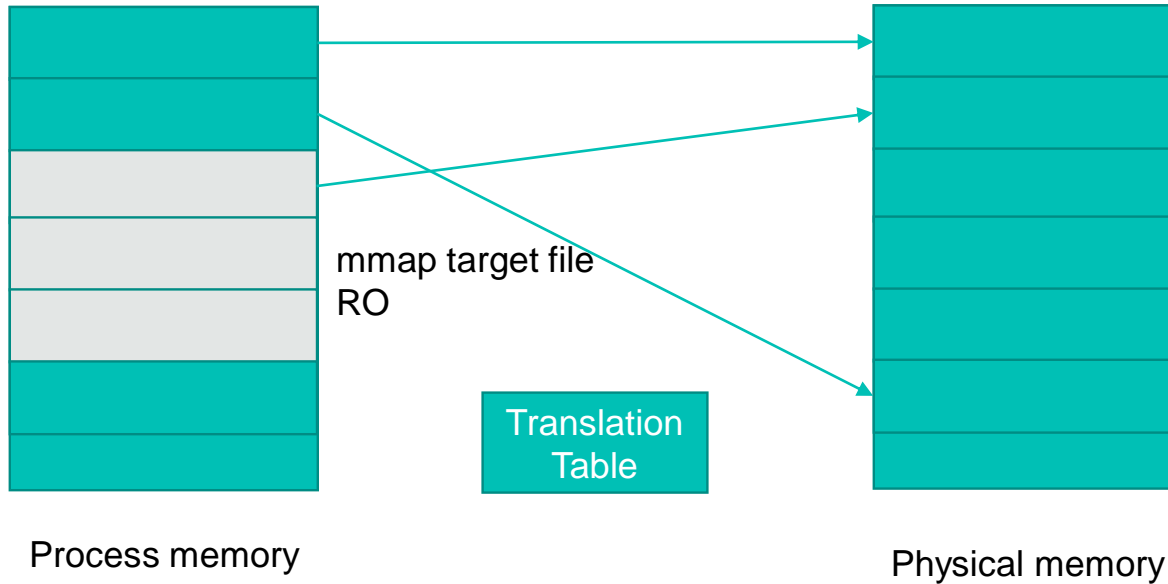 mmap target file
RO
Translation
Table
Process memory
Physical memory